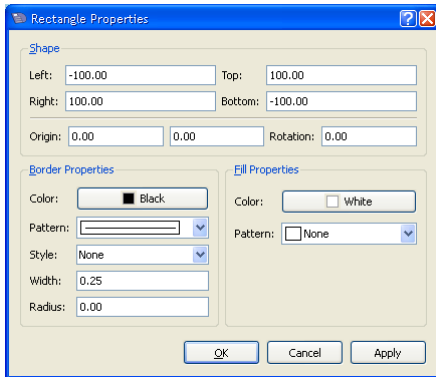 Rectangle Properties
Shape
Left: -100.00 Top: 100.00
Right: 100.00 Bottom: -100.00
Origin: 0.00 0.00 Rotation: 0.00
Border Properties
Color: Black
Pattern:
Style: None
Width: 0.25
Radius: 0.00
Fill Properties
Color: White
Pattern: None
OK Cancel Apply